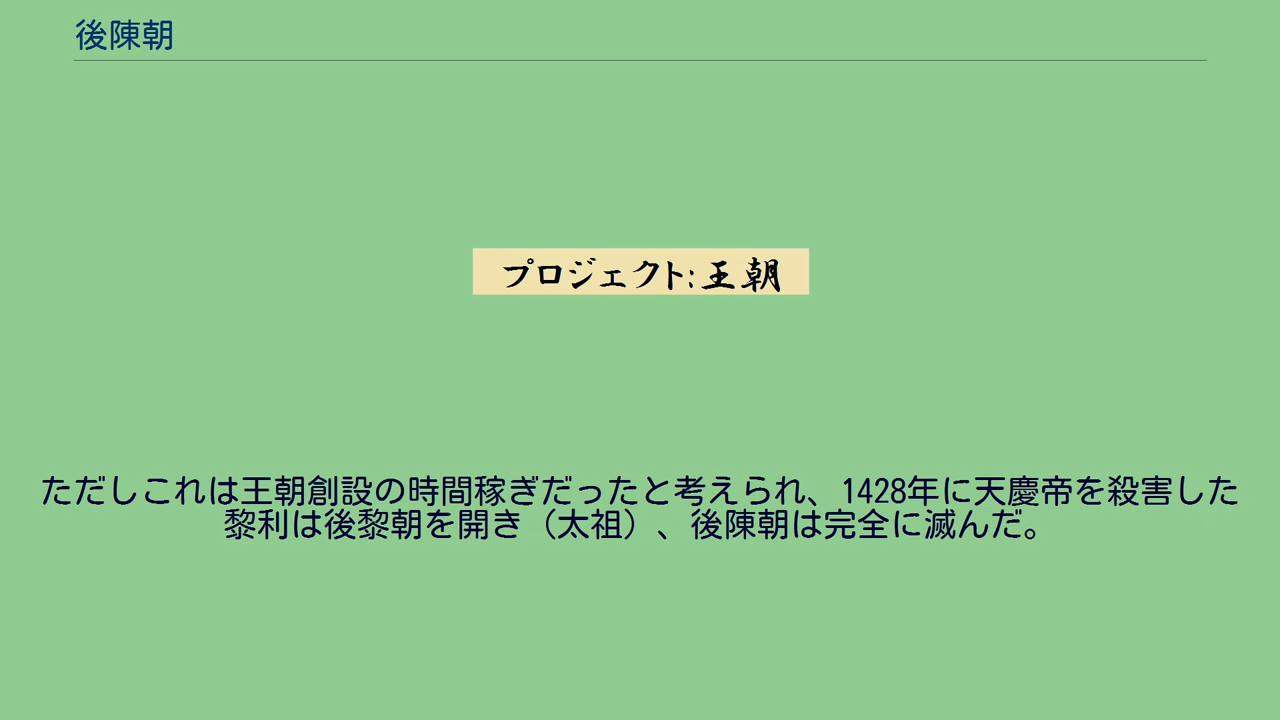 後陳朝
プロジェクト:王朝
ただしこれは王朝創設の時間稼ぎだったと考えられ、1428年に天慶帝を殺害した
黎利は後黎朝を開き（太祖）、後陳朝は完全に滅んだ。